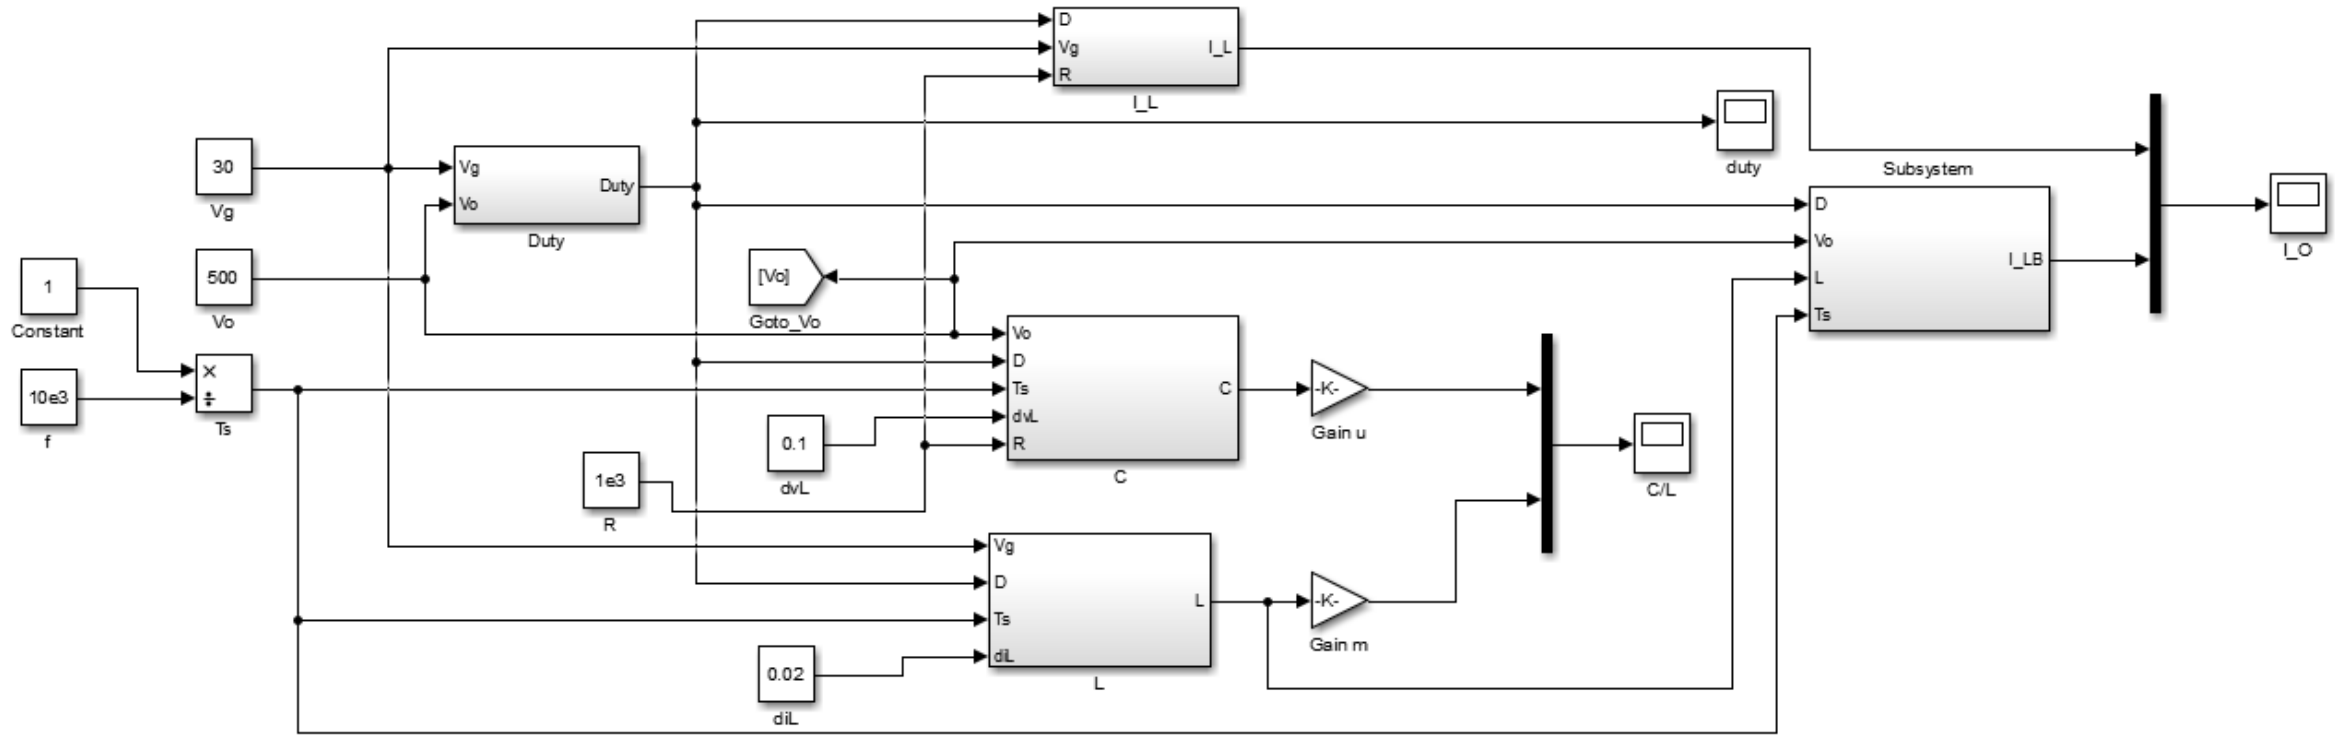 D
Vg
R
I_L
I_L
duty
30
Vg
Vg
Vo
Duty
Duty
500
Vo
1
Constant
10e3
f
×
÷
Ts
[Vo]
Goto_Vo
Vo
D
Ts
dvL
R
C
C
0.1
dvL
1e3
R
Vg
D
Ts
diL
L
L
0.02
diL
-K-
Gain u
-K-
Gain m
C/L
Subsystem
D
Vo
L
Ts
I_LB
I_O